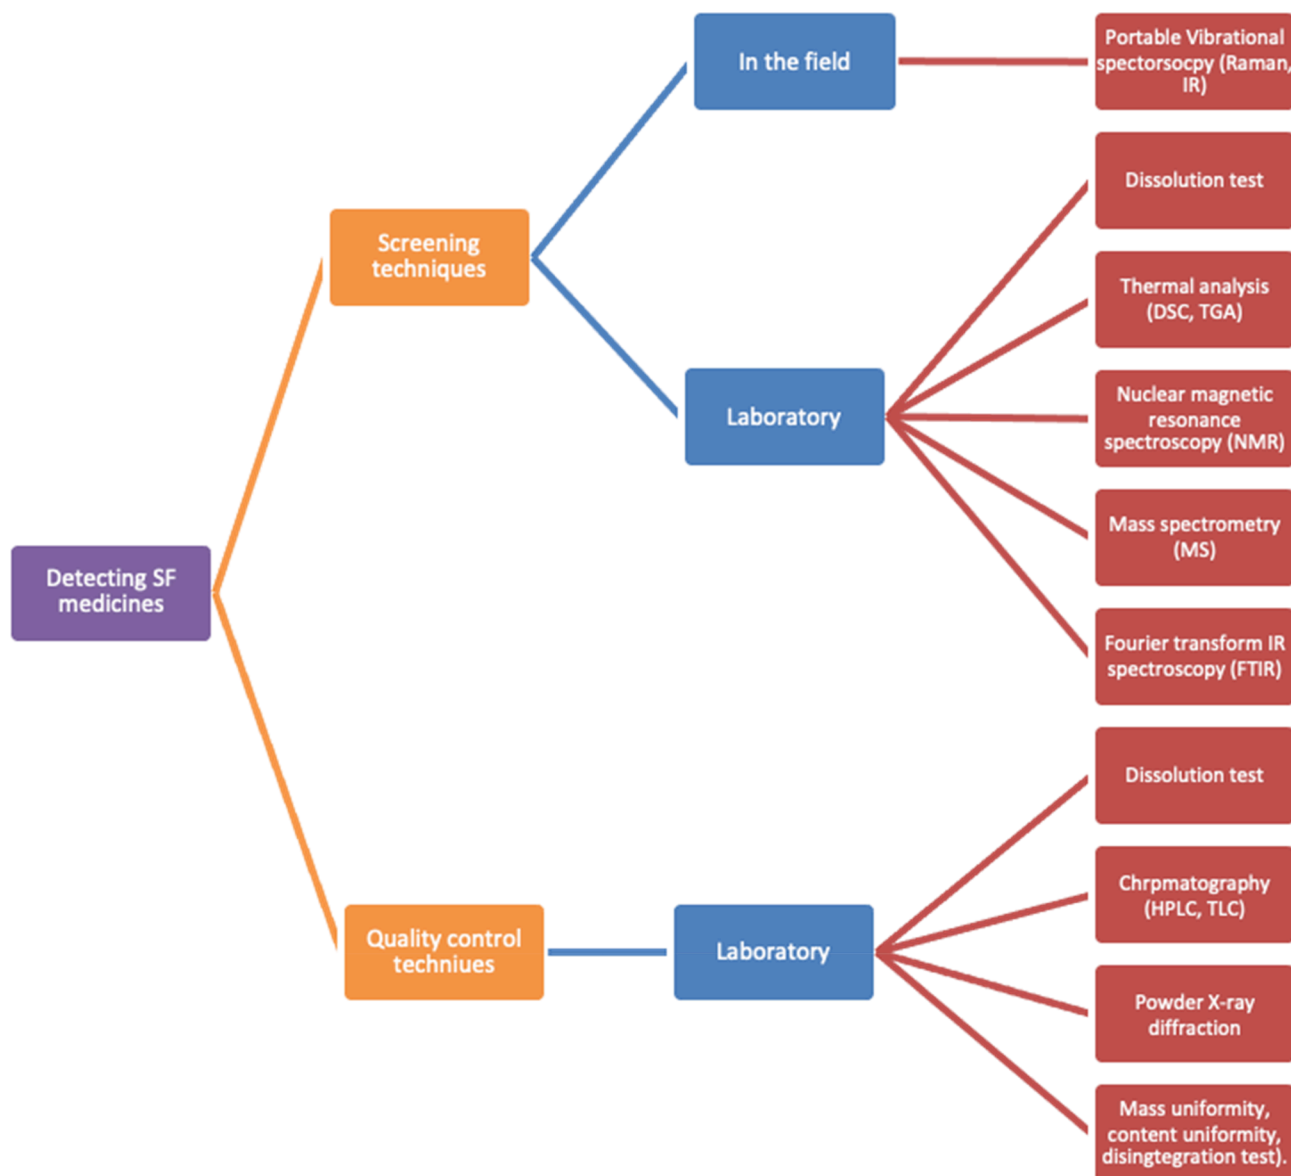 In the field
Portable Vibrational
spectorsocpy (Raman,
IR)
Dissolution test
Screening
techniques
Thermal analysis
(DSC, TGA)
Laboratory
Nuclear magnetic
resonance
spectroscopy (NMR)
Mass spectrometry
(MS)
Detecting SF
medicines
Fourier transform IR
spectroscopy (FTIR)
Dissolution test
Chrpmatography
(HPLC, TLC)
Quality control
techniues
Laboratory
Powder X-ray
diffraction
Mass uniformity,
content uniformity,
disingtegration test).